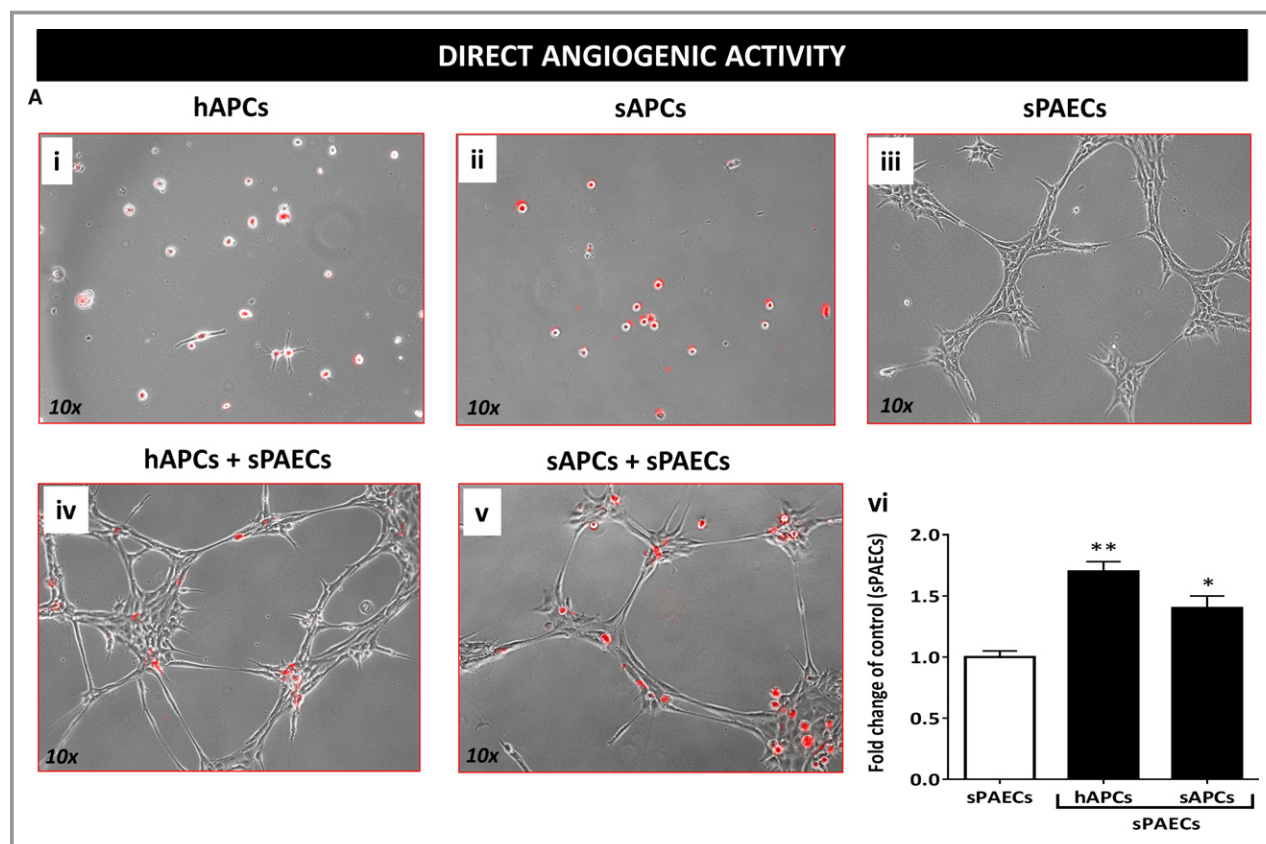 DIRECT ANGIOGENIC ACTIVITY
A
hAPCs
sAPCs
sPAECs
i
10x
ii
10x
iii
10x
hAPCs + sPAECs
sAPCs + sPAECs
iv
10x
v
10x
vi
Fold change of control (sPAECs)
2.0
1.5
1.0
0.5
0.0
**
*
sPAECs
hAPCs
sAPCs
sPAECs